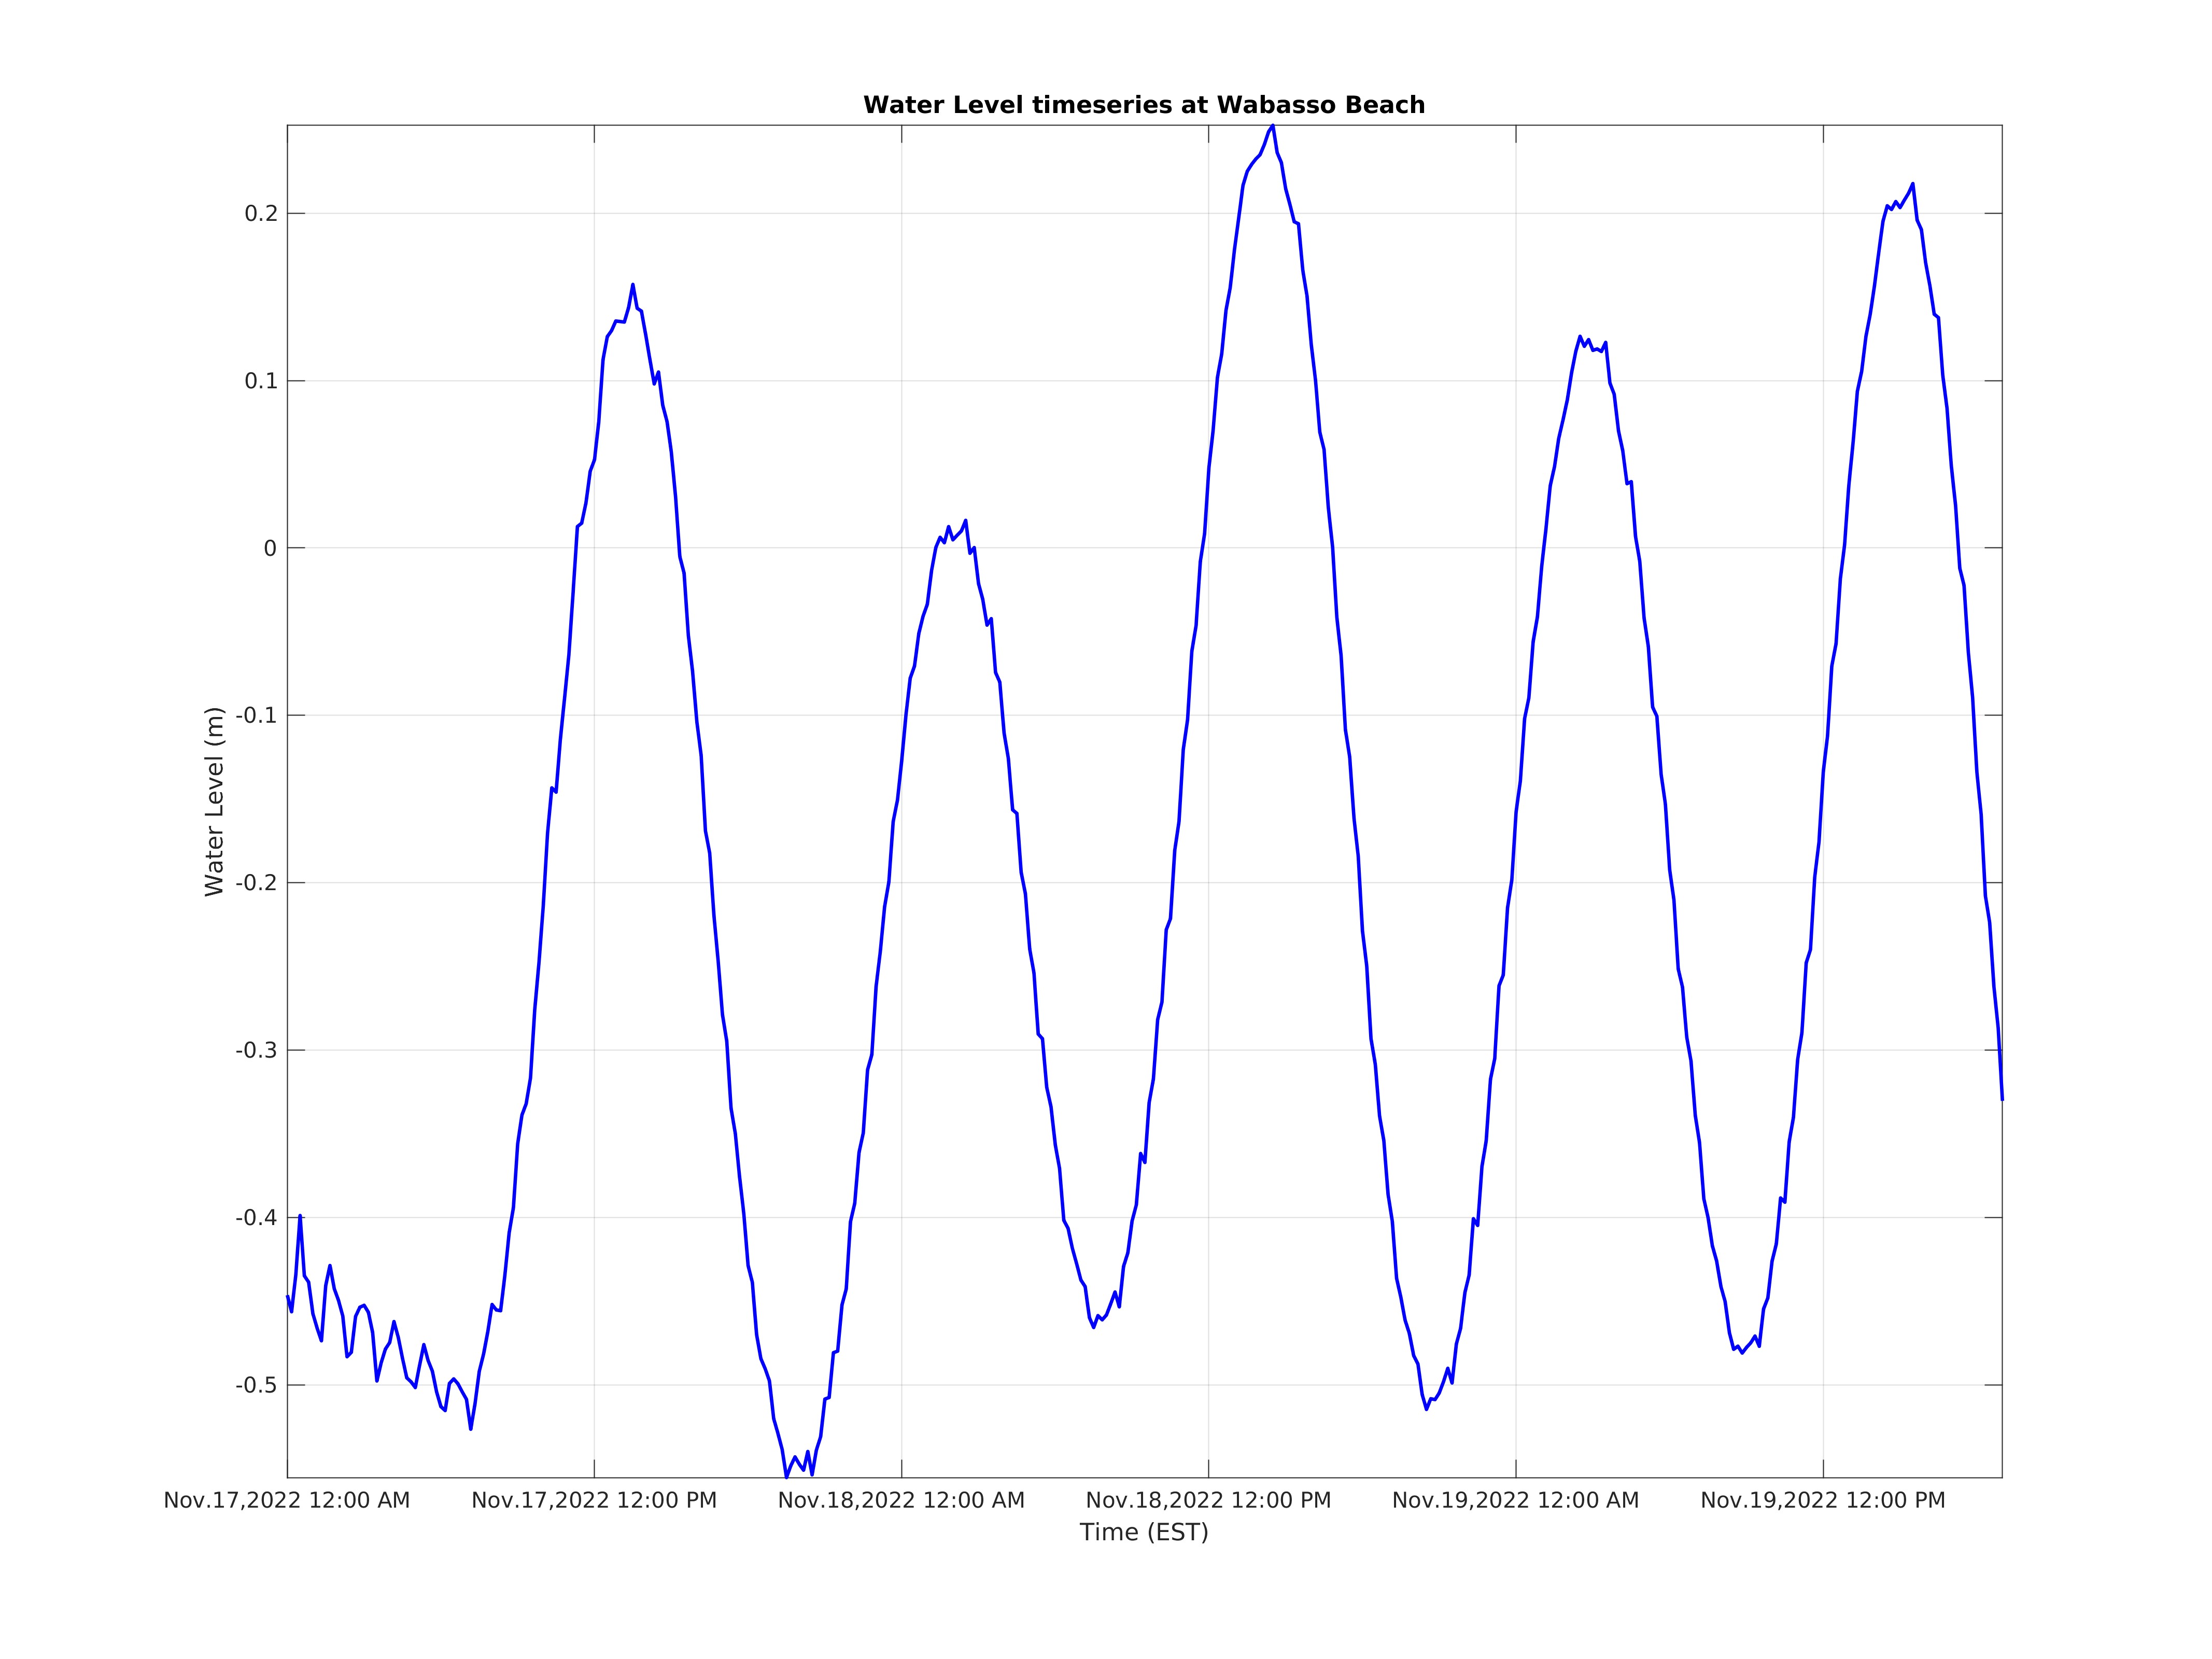 Water Level timeseries at Wabasso Beach
0.2
0.1
0
-0.1
-0.2
-0.3
-0.4
-0.5
Water Level (m)
Nov.17,2022 12:00 AM
Nov.17,2022 12:00 PM
Nov.18,2022 12:00 AM
Nov.18,2022 12:00 PM
Nov.19,2022 12:00 AM
Nov.19,2022 12:00 PM
Time (EST)